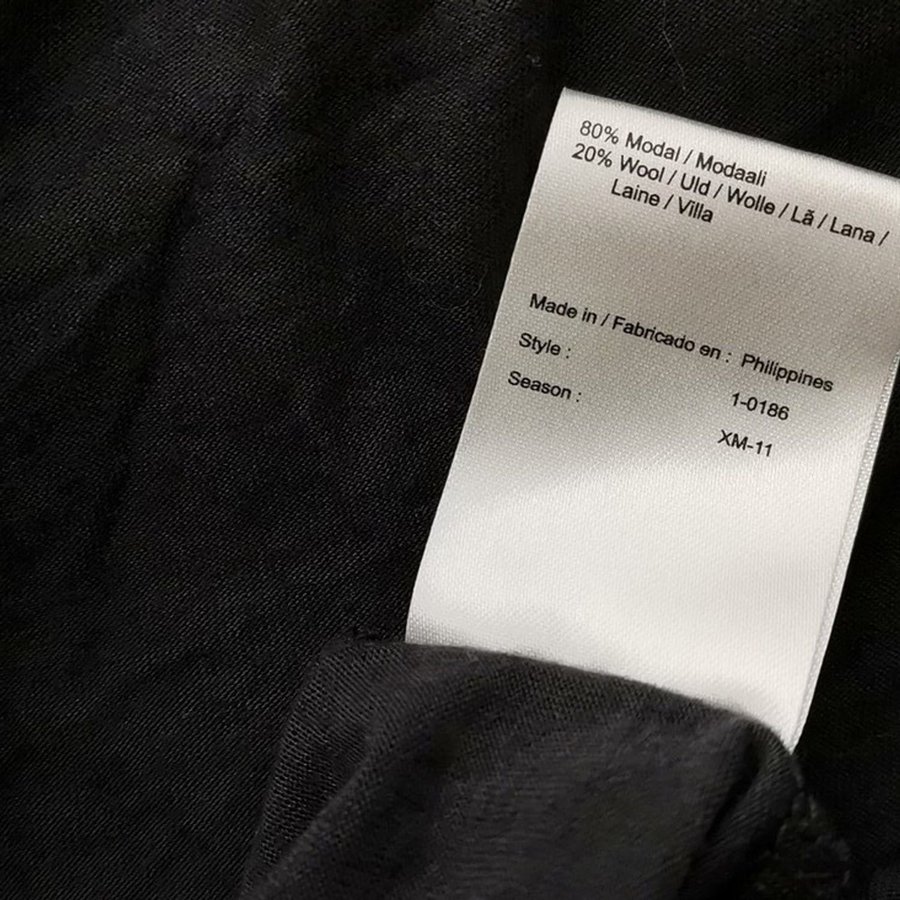 80% Modal / Modaali
20% Wool / Uld / Wolle / Lã / Lana /
Laine / Villa
Made in / Fabricado en : Philippines
Style : 1-0186
Season : XM-11